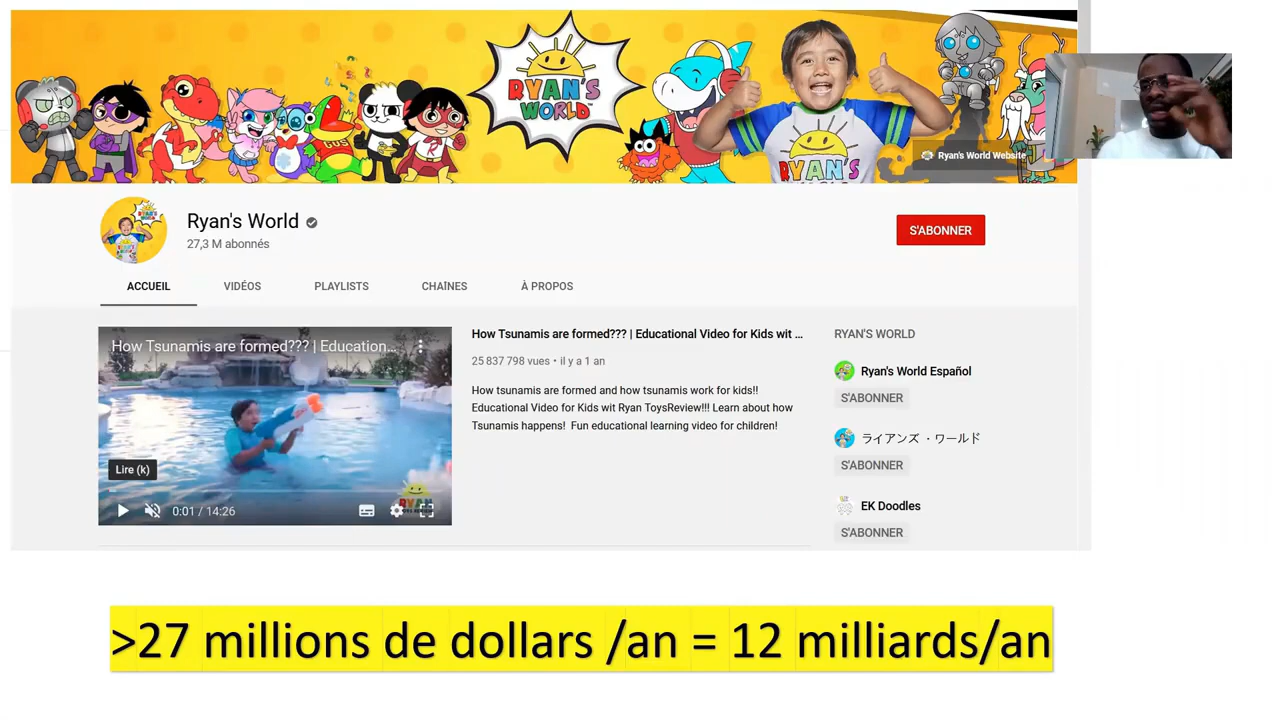 RYAN'S
WORLD
GUS
RYAN'S
Ryan's World Website
Ryan's World
27,3 M abonnés
S'ABONNER
ACCUEIL
VIDÉOS
PLAYLISTS
CHAÎNES
À PROPOS
How Tsunamis are formed??? | Education...
Lire (k)
0:01 / 14:26
How Tsunamis are formed??? | Educational Video for Kids wit ...
25 837 798 vues • il y a 1 an
How tsunamis are formed and how tsunamis work for kids!!
Educational Video for Kids wit Ryan ToysReview!!! Learn about how
Tsunamis happens! Fun educational learning video for children!
RYAN'S WORLD
Ryan's World Español
S'ABONNER
ライアンズ ・ワールド
S'ABONNER
EK Doodles
S'ABONNER
>27 millions de dollars /an = 12 milliards/an